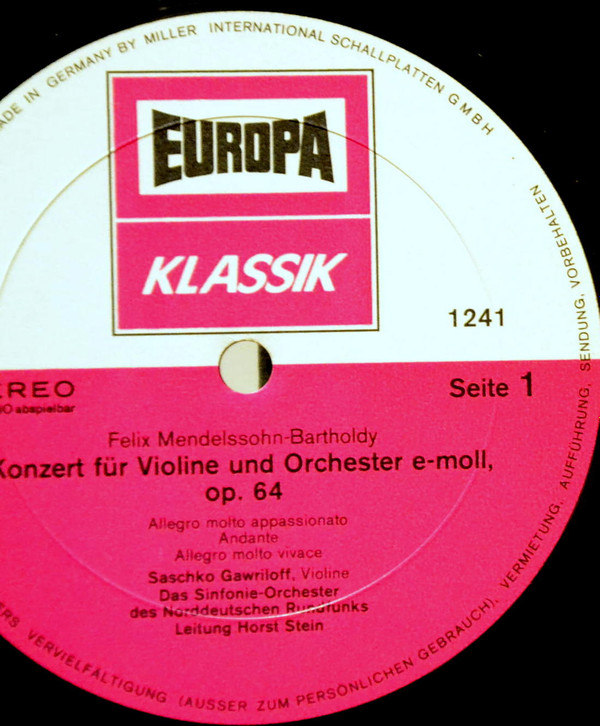 IN GERMANY BY MILLER INTERNATIONAL SCHALLPLATTEN GMBH
EUROPA
KLASSIK
1241
Seite 1
abspielbar
Felix Mendelssohn-Bartholdy
Konzert für Violine und Orchester e-moll,
op. 64
Allegro molto appassionato
Andante
Allegro molto vivace
Saschko Gawriloff, Violine
Das Sinfonie-Orchester
des Norddeutschen Rundfunks
Leitung Horst Stein
VERVIELFÄLTIGUNG (AUSSER ZUM PERSÖNLICHEN GEBRAUCH), VERMIETUNG, AUFFÜHRUNG, SENDUNG, VORBEHALTEN